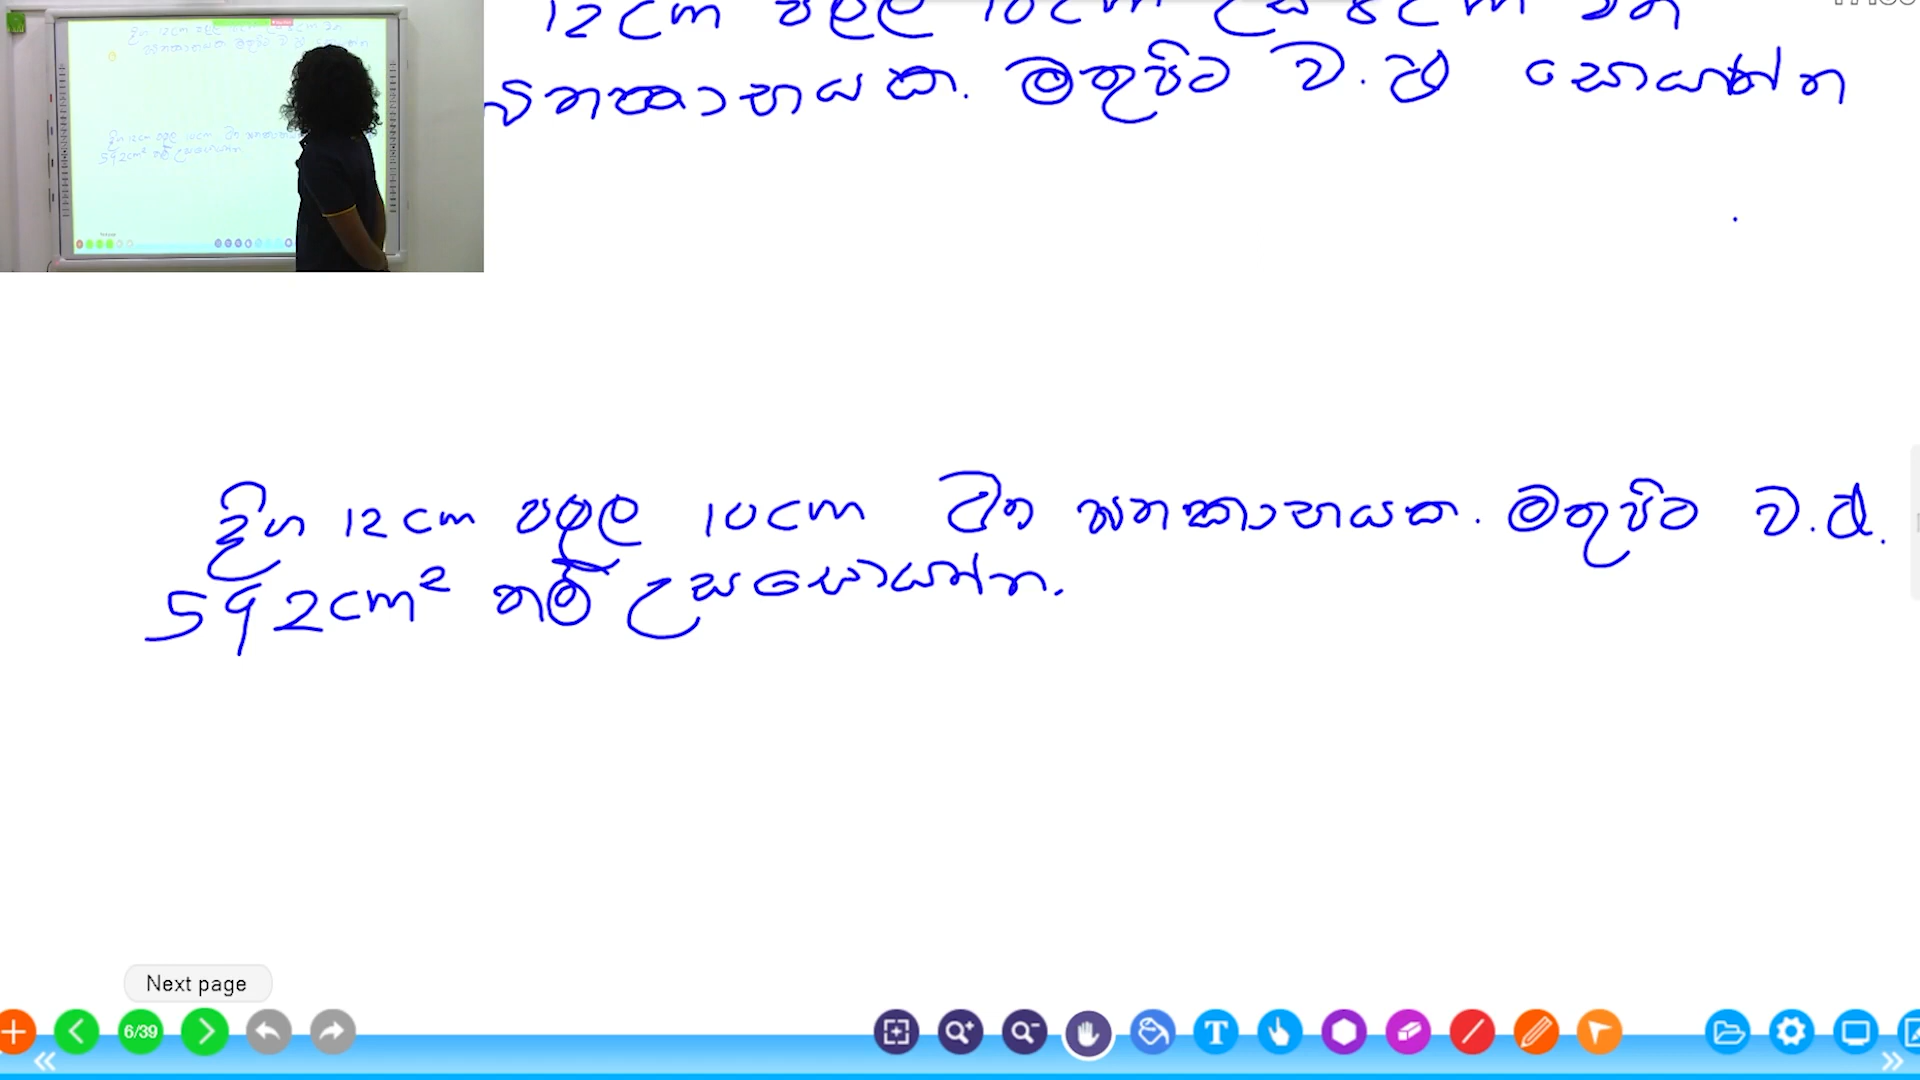 12cm පළල 10cm උස 8cm වන
ඝනකාභයක. මතුපිට ව.ඵ සොයන්න
දිග 12cm පළල 10cm වන ඝනකාභයක. මතුපිට ව.ඵ.
592cm² නම් උස සොයන්න.
Next page
6/39